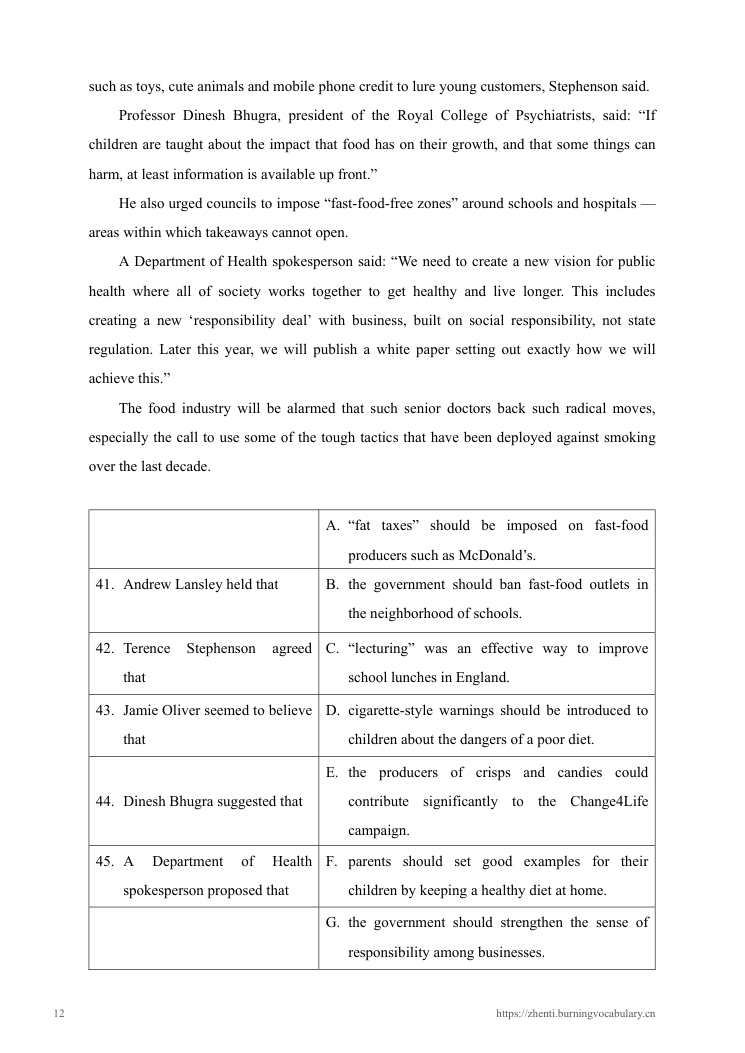 such as toys, cute animals and mobile phone credit to lure young customers, Stephenson said.
Professor Dinesh Bhugra, president of the Royal College of Psychiatrists, said: “If
children are taught about the impact that food has on their growth, and that some things can
harm, at least information is available up front.”
He also urged councils to impose “fast-food-free zones” around schools and hospitals —
areas within which takeaways cannot open.
A Department of Health spokesperson said: “We need to create a new vision for public
health where all of society works together to get healthy and live longer. This includes
creating a new ‘responsibility deal’ with business, built on social responsibility, not state
regulation. Later this year, we will publish a white paper setting out exactly how we will
achieve this.”
The food industry will be alarmed that such senior doctors back such radical moves,
especially the call to use some of the tough tactics that have been deployed against smoking
over the last decade.
A. “fat taxes” should be imposed on fast-food
producers such as McDonald’s.
41. Andrew Lansley held that
B. the government should ban fast-food outlets in
the neighborhood of schools.
42. Terence Stephenson agreed
that
C. “lecturing” was an effective way to improve
school lunches in England.
43. Jamie Oliver seemed to believe
that
D. cigarette-style warnings should be introduced to
children about the dangers of a poor diet.
44. Dinesh Bhugra suggested that
E. the producers of crisps and candies could
contribute significantly to the Change4Life
campaign.
45. A Department of Health
spokesperson proposed that
F. parents should set good examples for their
children by keeping a healthy diet at home.
G. the government should strengthen the sense of
responsibility among businesses.
12
https://zhenti.burningvocabulary.cn